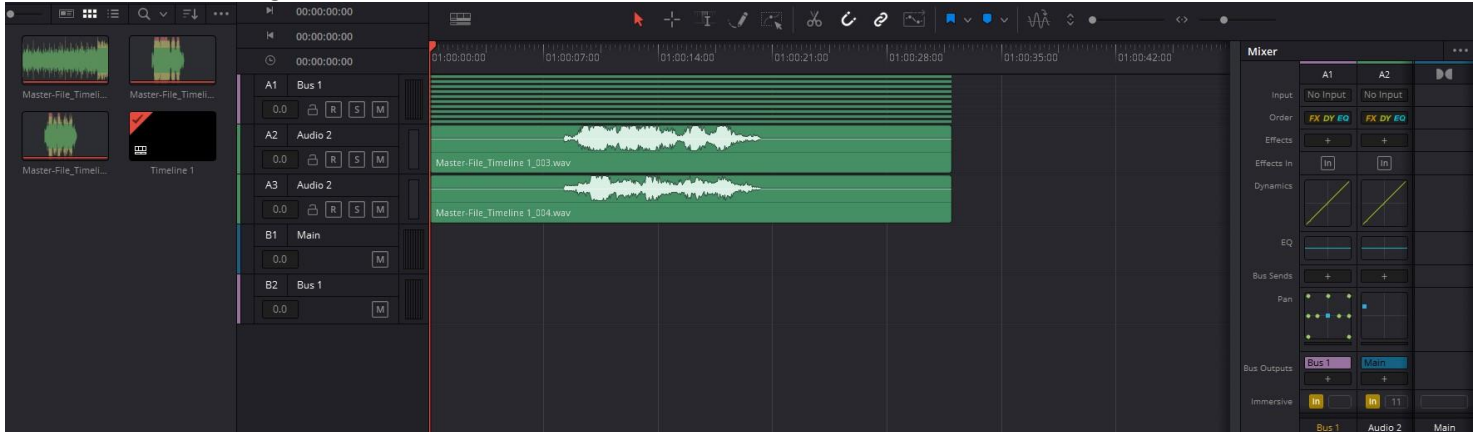 00:00:00:00
00:00:00:00
00:00:00:00
Master-File_Timeli...
Master-File_Timeli...
Master-File_Timeli...
Timeline 1
A1 Bus 1
0.0 R S M
A2 Audio 2
0.0 R S M
A3 Audio 2
0.0 R S M
B1 Main
0.0 M
B2 Bus 1
0.0 M
01:00:00:00 01:00:07:00 01:00:14:00 01:00:21:00 01:00:28:00 01:00:35:00 01:00:42:00
Master-File_Timeline 1_003.wav
Master-File_Timeline 1_004.wav
Mixer
A1 A2
Input No Input No Input
Order FX DY EQ FX DY EQ
Effects + +
Effects In In In
Dynamics
EQ
Bus Sends + +
Pan
Bus Outputs Bus 1 Main
+ +
Immersive In In 11
Bus 1 Audio 2 Main